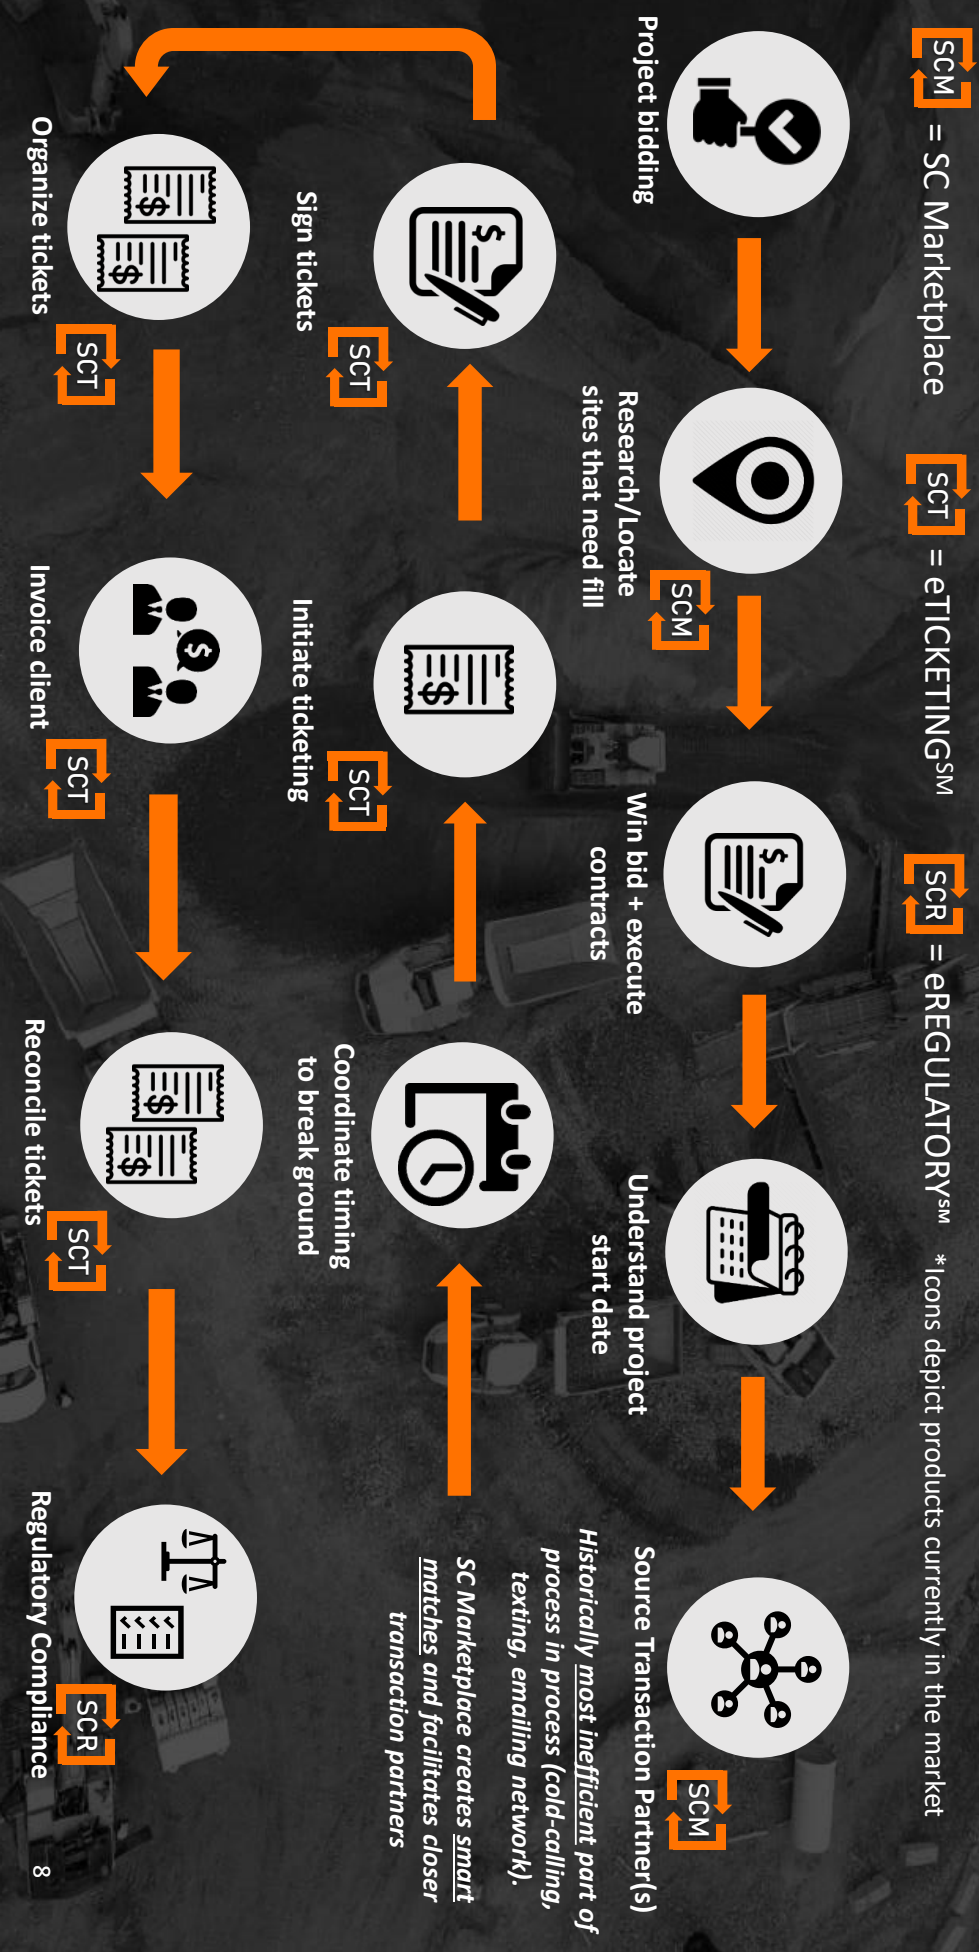 SCM = SC Marketplace
SCT = eTICKETING℠
SCR = eREGULATORY℠
*Icons depict products currently in the market
Project bidding
Research/Locate
sites that need fill
SCM
Win bid + execute
contracts
Understand project
start date
Source Transaction Partner(s)
SCM
Historically most inefficient part of
process in process (cold-calling,
texting, emailing network).
SC Marketplace creates smart
matches and facilitates closer
transaction partners
Coordinate timing
to break ground
Initiate ticketing
SCT
Sign tickets
SCT
Organize tickets
SCT
Invoice client
SCT
Reconcile tickets
SCT
Regulatory Compliance
SCR
8